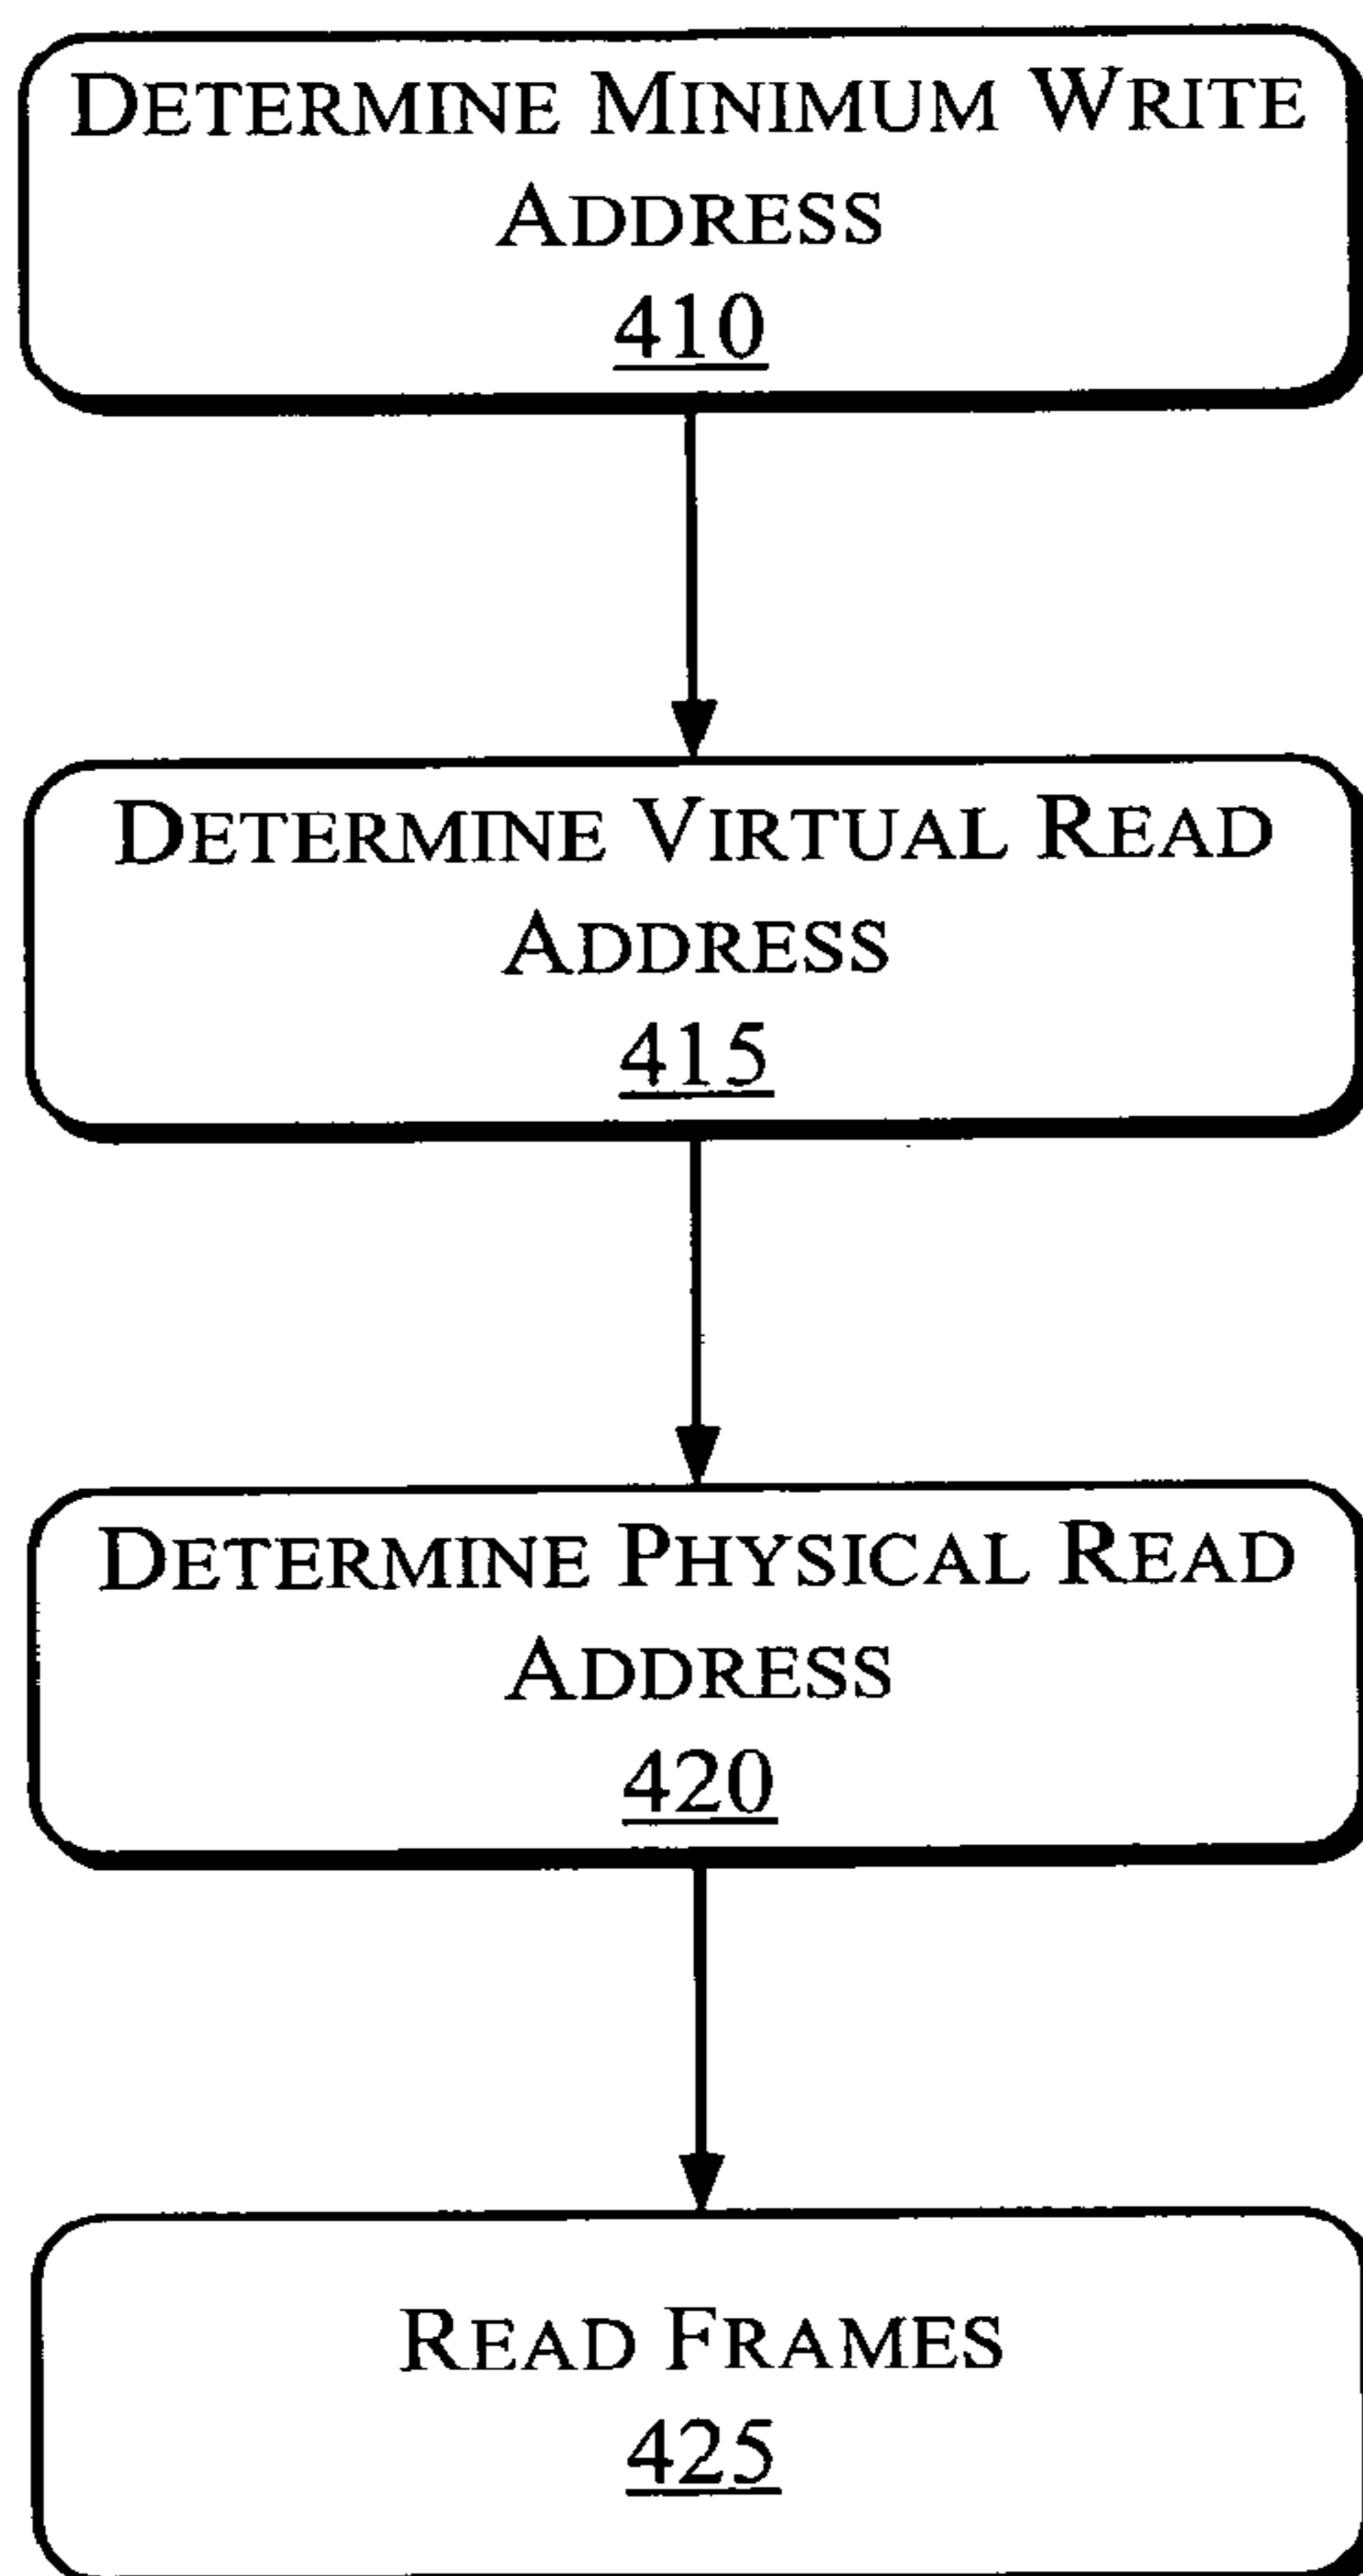 DETERMINE MINIMUM WRITE
ADDRESS
410
DETERMINE VIRTUAL READ
ADDRESS
415
DETERMINE PHYSICAL READ
ADDRESS
420
READ FRAMES
425